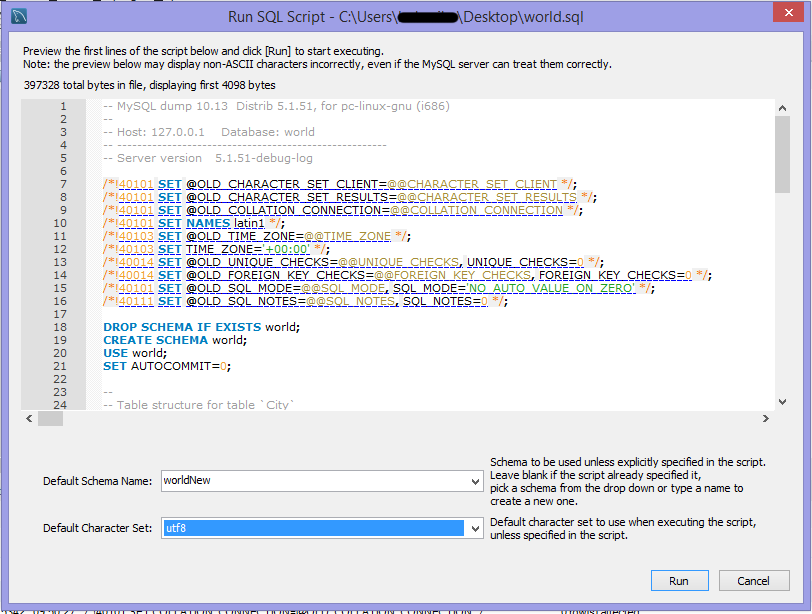 Run SQL Script - C:\Users\ \Desktop\world.sql
Preview the first lines of the script below and click [Run] to start executing.
Note: the preview below may display non-ASCII characters incorrectly, even if the MySQL server can treat them correctly.
397328 total bytes in file, displaying first 4098 bytes
1 -- MySQL dump 10.13  Distrib 5.1.51, for pc-linux-gnu (i686)
2 --
3 -- Host: 127.0.0.1    Database: world
4 -- ------------------------------------------------------
5 -- Server version    5.1.51-debug-log
6
7 /*!40101 SET @OLD_CHARACTER_SET_CLIENT=@@CHARACTER_SET_CLIENT */;
8 /*!40101 SET @OLD_CHARACTER_SET_RESULTS=@@CHARACTER_SET_RESULTS */;
9 /*!40101 SET @OLD_COLLATION_CONNECTION=@@COLLATION_CONNECTION */;
10 /*!40101 SET NAMES latin1 */;
11 /*!40103 SET @OLD_TIME_ZONE=@@TIME_ZONE */;
12 /*!40103 SET TIME_ZONE='+00:00' */;
13 /*!40014 SET @OLD_UNIQUE_CHECKS=@@UNIQUE_CHECKS, UNIQUE_CHECKS=0 */;
14 /*!40014 SET @OLD_FOREIGN_KEY_CHECKS=@@FOREIGN_KEY_CHECKS, FOREIGN_KEY_CHECKS=0 */;
15 /*!40101 SET @OLD_SQL_MODE=@@SQL_MODE, SQL_MODE='NO_AUTO_VALUE_ON_ZERO' */;
16 /*!40111 SET @OLD_SQL_NOTES=@@SQL_NOTES, SQL_NOTES=0 */;
17
18 DROP SCHEMA IF EXISTS world;
19 CREATE SCHEMA world;
20 USE world;
21 SET AUTOCOMMIT=0;
22
23 --
24 -- Table structure for table `City`
Default Schema Name: worldNew
Schema to be used unless explicitly specified in the script.
Leave blank if the script already specified it,
pick a schema from the drop down or type a name to
create a new one.
Default Character Set: utf8
Default character set to use when executing the script,
unless specified in the script.
Run Cancel